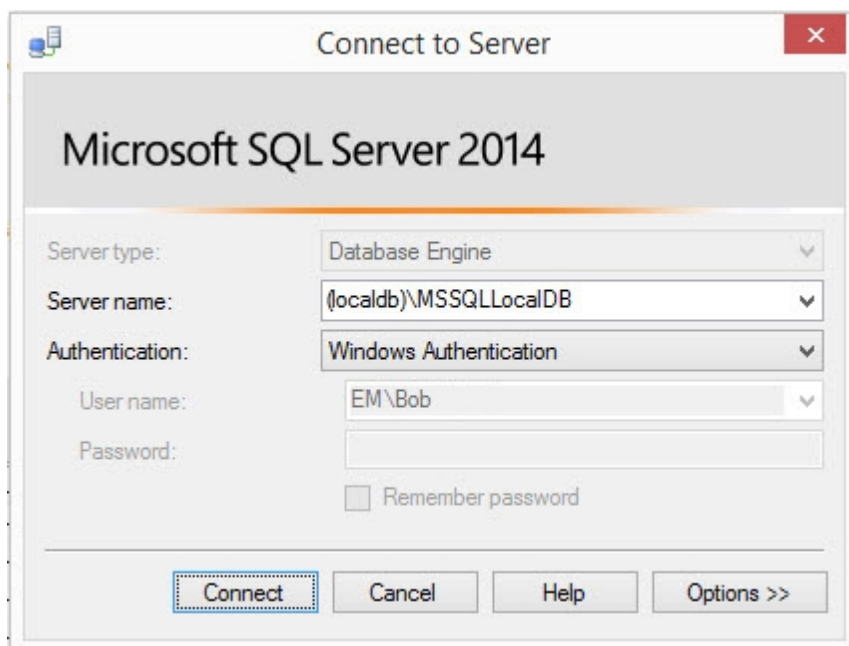 Connect to Server
Microsoft SQL Server 2014
Server type: Database Engine
Server name: (localdb)\MSSQLLocalDB
Authentication: Windows Authentication
User name: EM\Bob
Password:
Remember password
Connect Cancel Help Options >>